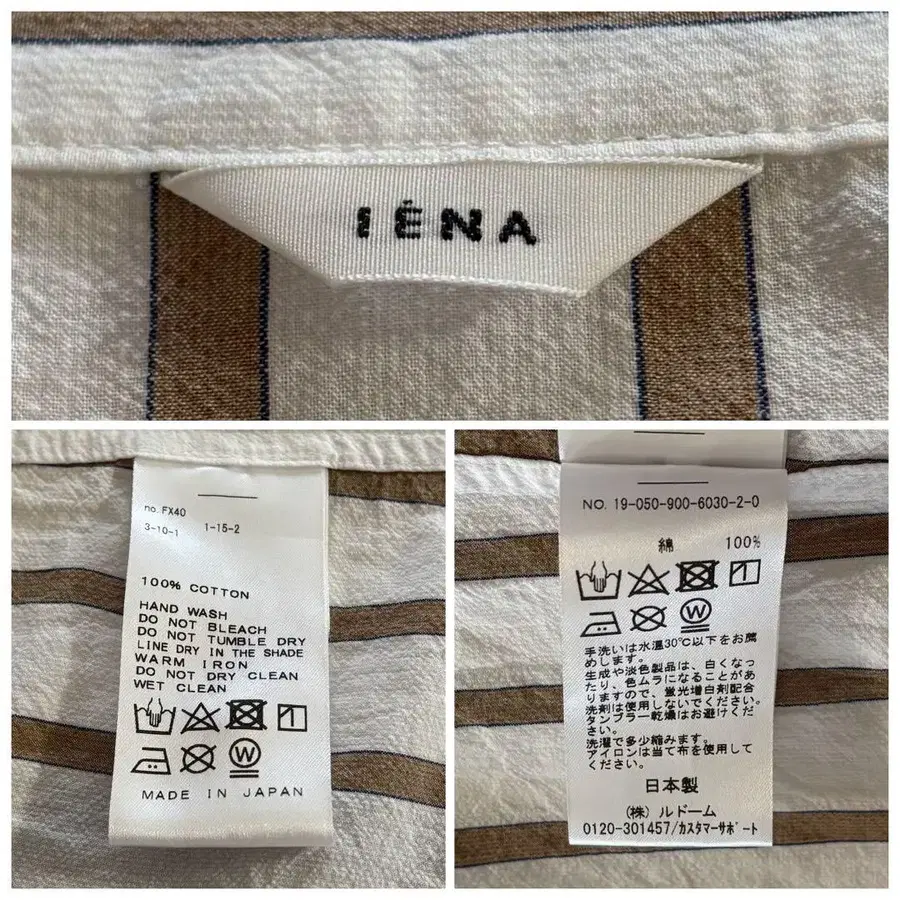 IÉNA
no. FX40
3-10-1 1-15-2
100% COTTON
HAND WASH
DO NOT BLEACH
DO NOT TUMBLE DRY
LINE DRY IN THE SHADE
WARM IRON
DO NOT DRY CLEAN
WET CLEAN
W
MADE IN JAPAN
NO. 19-050-900-6030-2-0
綿 100%
W
手洗いは水温30℃以下をお薦
めします。
生成や淡色製品は、白くなっ
たり、色ムラになることがあ
りますので、蛍光増白剤配合
洗剤は使用しないでください。
タンブラー乾燥はお避けくだ
さい。
洗濯で多少縮みます。
アイロンは当て布を使用して
ください。
日本製
(株) ルドーム
0120-301457/カスタマーサポート